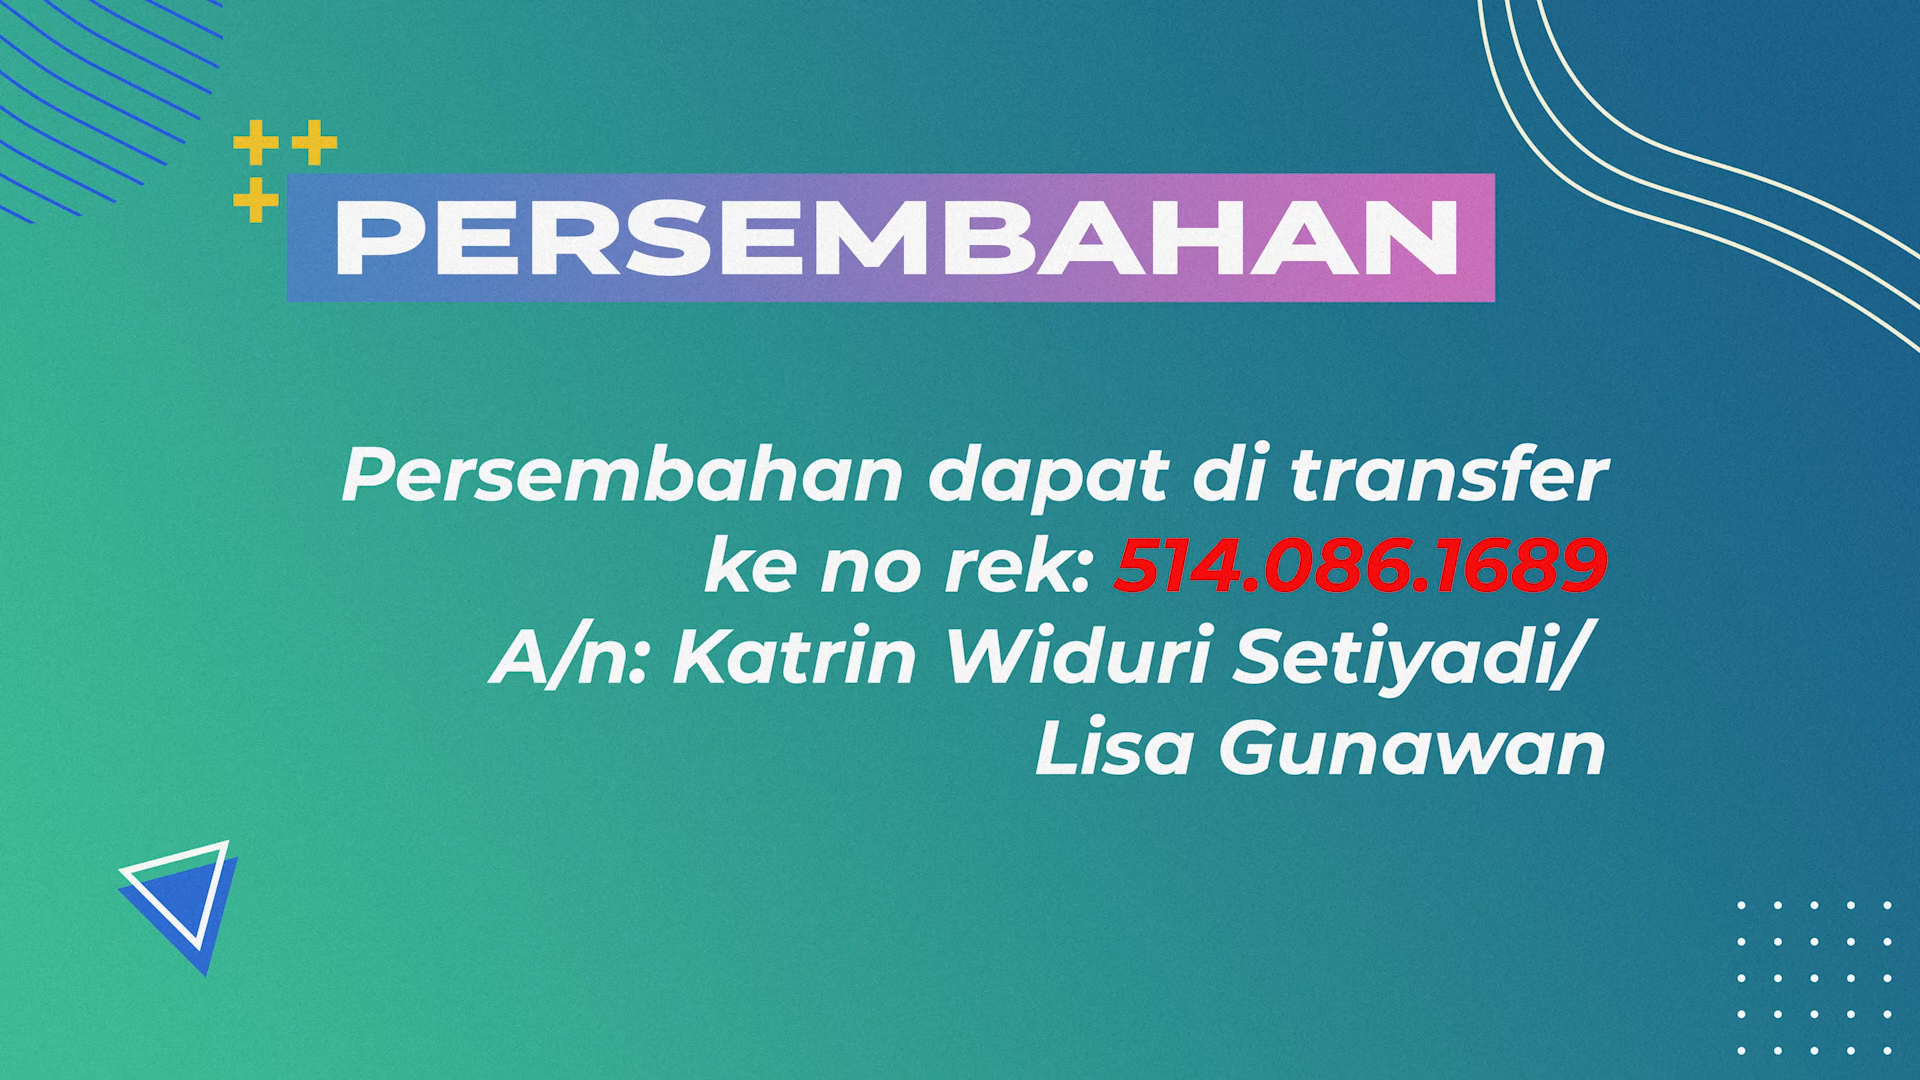 PERSEMBAHAN
Persembahan dapat di transfer
ke no rek: 514.086.1689
A/n: Katrin Widuri Setiyadi/
Lisa Gunawan